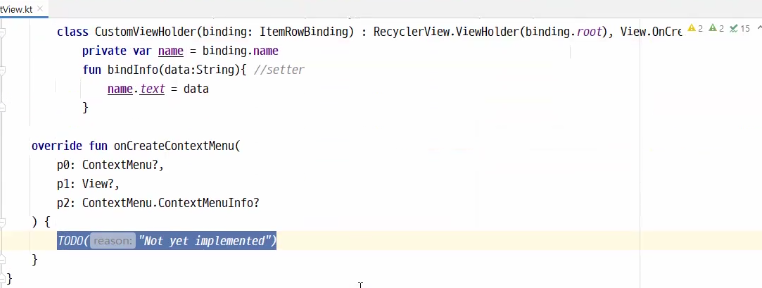 tView.kt
class CustomViewHolder(binding: ItemRowBinding) : RecyclerView.ViewHolder(binding.root), View.OnCre 2 2 15
private var name = binding.name
fun bindInfo(data:String){ //setter
name.text = data
}
override fun onCreateContextMenu(
p0: ContextMenu?,
p1: View?,
p2: ContextMenu.ContextMenuInfo?
) {
TODO( reason: "Not yet implemented")
}
}